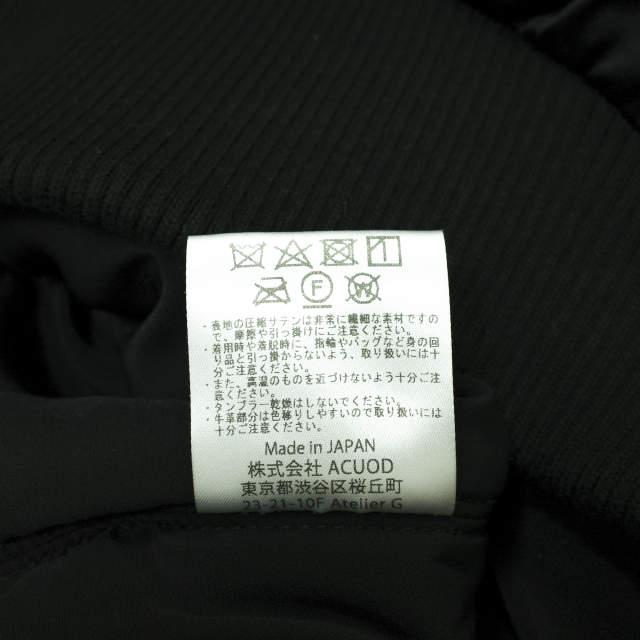 F W
・表地の圧縮サテンは非常に繊細な素材ですの
で、摩擦や引っ掛けにご注意ください。
・着用時や着脱時に、指輪やバッグなど身の回
り品と引っ掛からないよう、取り扱いには十
分ご注意ください。
・また、高温のものを近づけないよう十分ご注
意ください。
・タンブラー乾燥はしないでください。
・牛革部分は色移りしやすいので取り扱いには
十分ご注意ください。
Made in JAPAN
株式会社 ACUOD
東京都渋谷区桜丘町
23-21-10F Atelier G